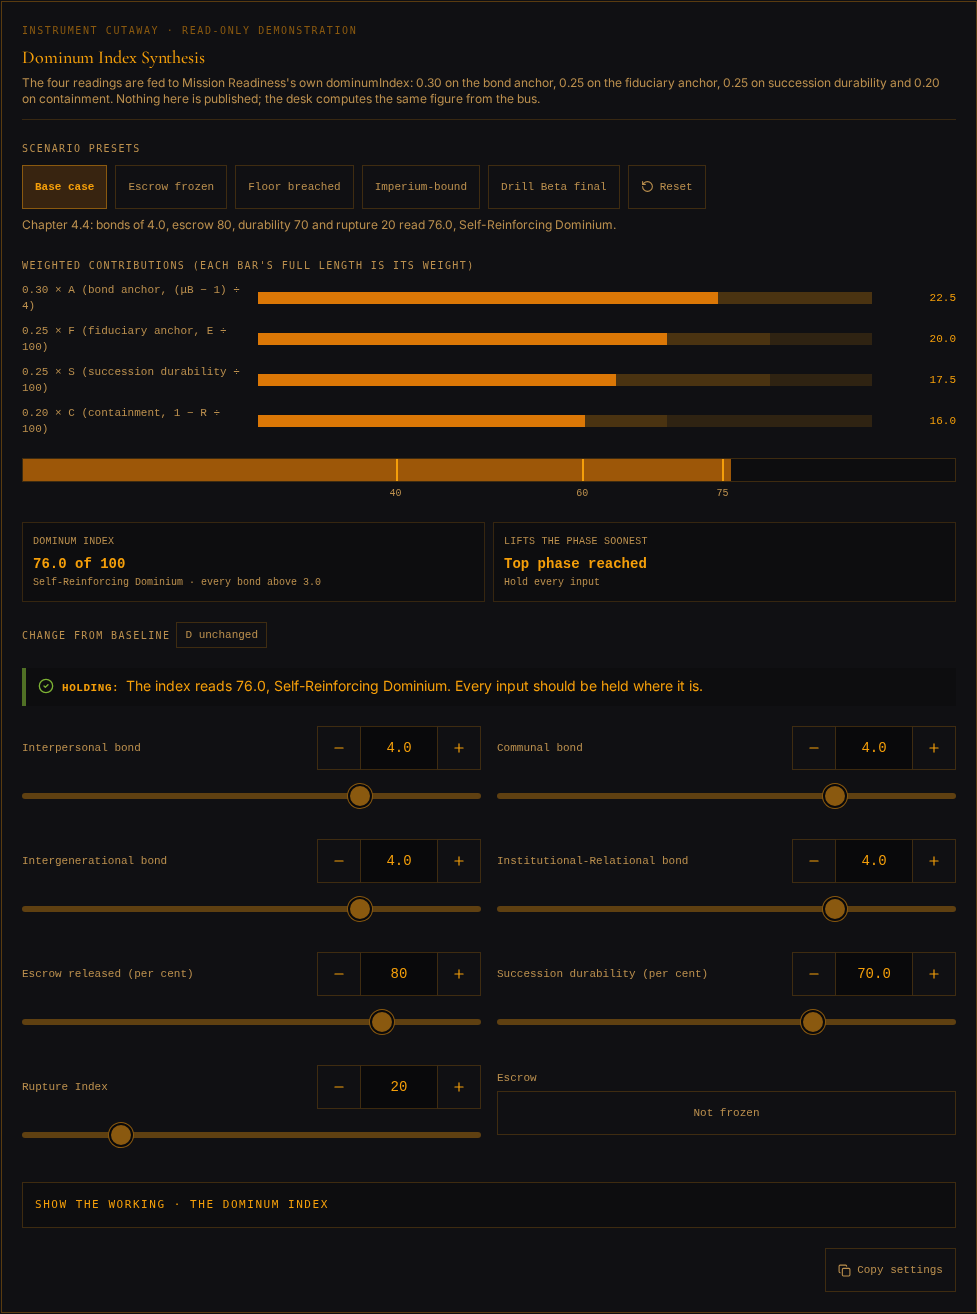 INSTRUMENT CUTAWAY · READ-ONLY DEMONSTRATION
Dominum Index Synthesis
The four readings are fed to Mission Readiness's own dominumIndex: 0.30 on the bond anchor, 0.25 on the fiduciary anchor, 0.25 on succession durability and 0.20
on containment. Nothing here is published; the desk computes the same figure from the bus.
SCENARIO PRESETS
Base case
Escrow frozen
Floor breached
Imperium-bound
Drill Beta final
Reset
Chapter 4.4: bonds of 4.0, escrow 80, durability 70 and rupture 20 read 76.0, Self-Reinforcing Dominium.
WEIGHTED CONTRIBUTIONS (EACH BAR'S FULL LENGTH IS ITS WEIGHT)
0.30 × A (bond anchor, (μB − 1) ÷
4)
22.5
0.25 × F (fiduciary anchor, E ÷
100)
20.0
0.25 × S (succession durability ÷
100)
17.5
0.20 × C (containment, 1 − R ÷
100)
16.0
40
60
75
DOMINUM INDEX
76.0 of 100
Self-Reinforcing Dominium · every bond above 3.0
LIFTS THE PHASE SOONEST
Top phase reached
Hold every input
CHANGE FROM BASELINE
D unchanged
HOLDING: The index reads 76.0, Self-Reinforcing Dominium. Every input should be held where it is.
Interpersonal bond
− 4.0 +
Communal bond
− 4.0 +
Intergenerational bond
− 4.0 +
Institutional-Relational bond
− 4.0 +
Escrow released (per cent)
− 80 +
Succession durability (per cent)
− 70.0 +
Rupture Index
− 20 +
Escrow
Not frozen
SHOW THE WORKING · THE DOMINUM INDEX
Copy settings